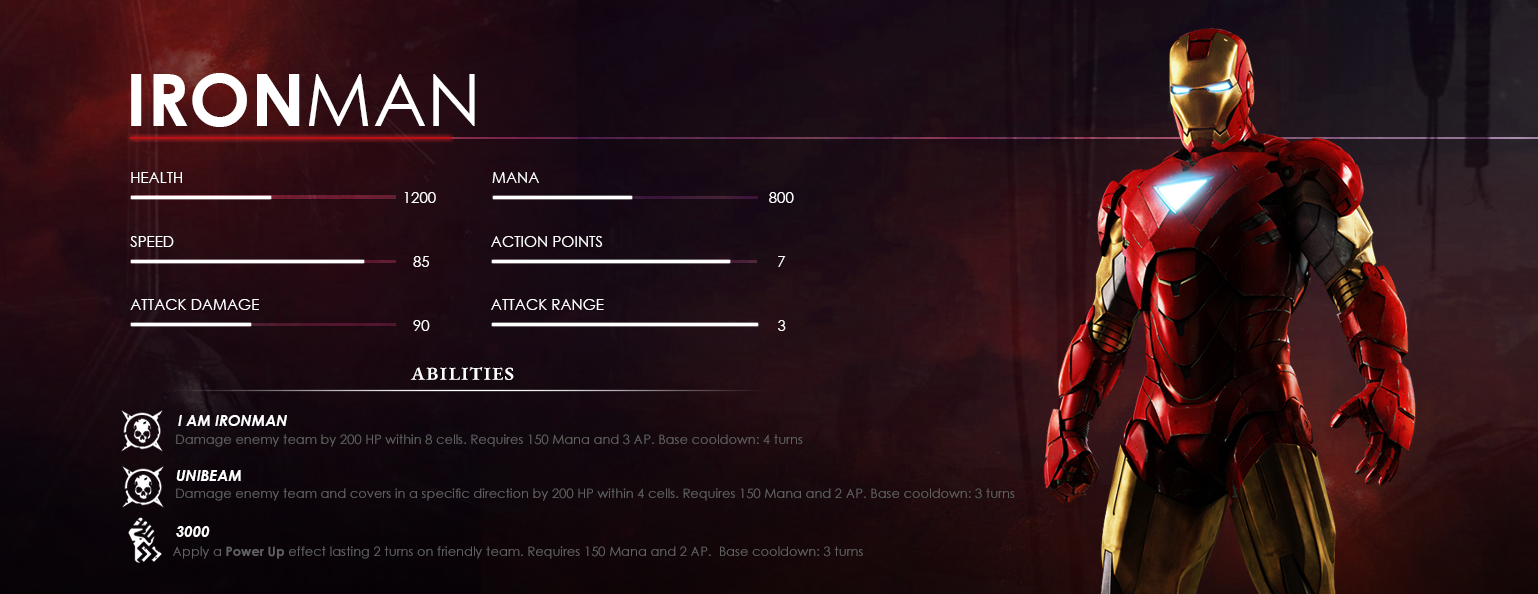 IRONMAN
HEALTH
1200
MANA
800
SPEED
85
ACTION POINTS
7
ATTACK DAMAGE
90
ATTACK RANGE
3
ABILITIES
I AM IRONMAN
Damage enemy team by 200 HP within 8 cells. Requires 150 Mana and 3 AP. Base cooldown: 4 turns
UNIBEAM
Damage enemy team and covers in a specific direction by 200 HP within 4 cells. Requires 150 Mana and 2 AP. Base cooldown: 3 turns
3000
Apply a Power Up effect lasting 2 turns on friendly team. Requires 150 Mana and 2 AP. Base cooldown: 3 turns